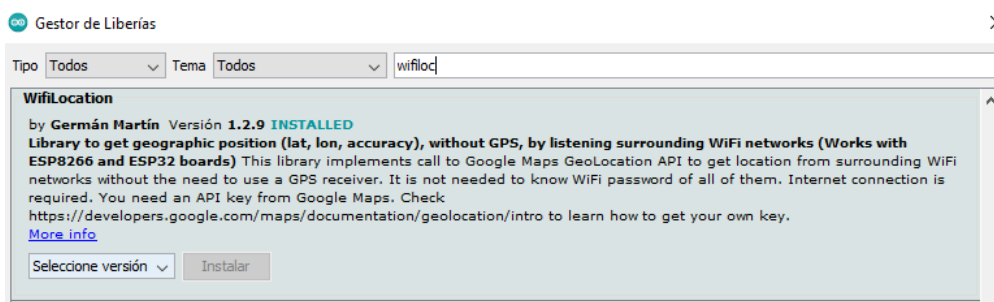 Gestor de Liberías
Tipo Todos Tema Todos wifiloc
WifiLocation
by Germán Martín Versión 1.2.9 INSTALLED
Library to get geographic position (lat, lon, accuracy), without GPS, by listening surrounding WiFi networks (Works with
ESP8266 and ESP32 boards) This library implements call to Google Maps GeoLocation API to get location from surrounding WiFi
networks without the need to use a GPS receiver. It is not needed to know WiFi password of all of them. Internet connection is
required. You need an API key from Google Maps. Check
https://developers.google.com/maps/documentation/geolocation/intro to learn how to get your own key.
More info
Seleccione versión Instalar